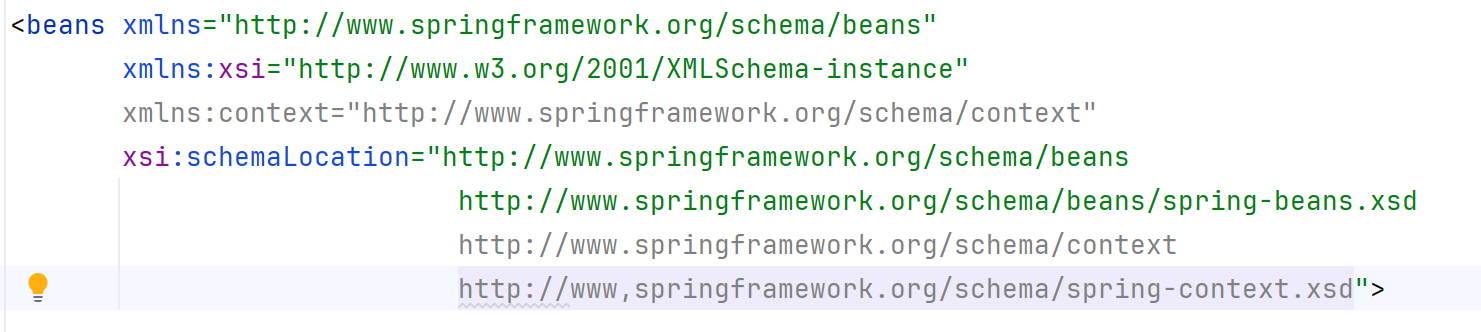 <beans xmlns="http://www.springframework.org/schema/beans"
xmlns:xsi="http://www.w3.org/2001/XMLSchema-instance"
xmlns:context="http://www.springframework.org/schema/context"
xsi:schemaLocation="http://www.springframework.org/schema/beans
http://www.springframework.org/schema/beans/spring-beans.xsd
http://www.springframework.org/schema/context
http://www,springframework.org/schema/spring-context.xsd">